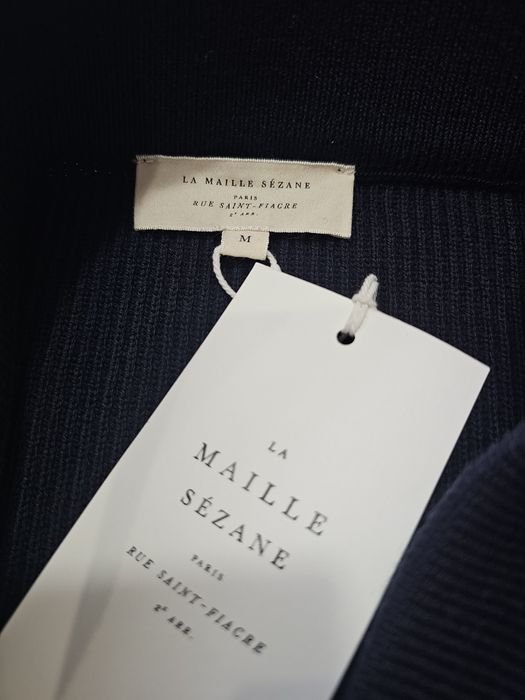 LA MAILLE SÉZANE
PARIS
RUE SAINT-FIACRE
2E ARR.
M
LA
MAILLE
SÉZANE
PARIS
RUE SAINT-FIACRE
2E ARR.